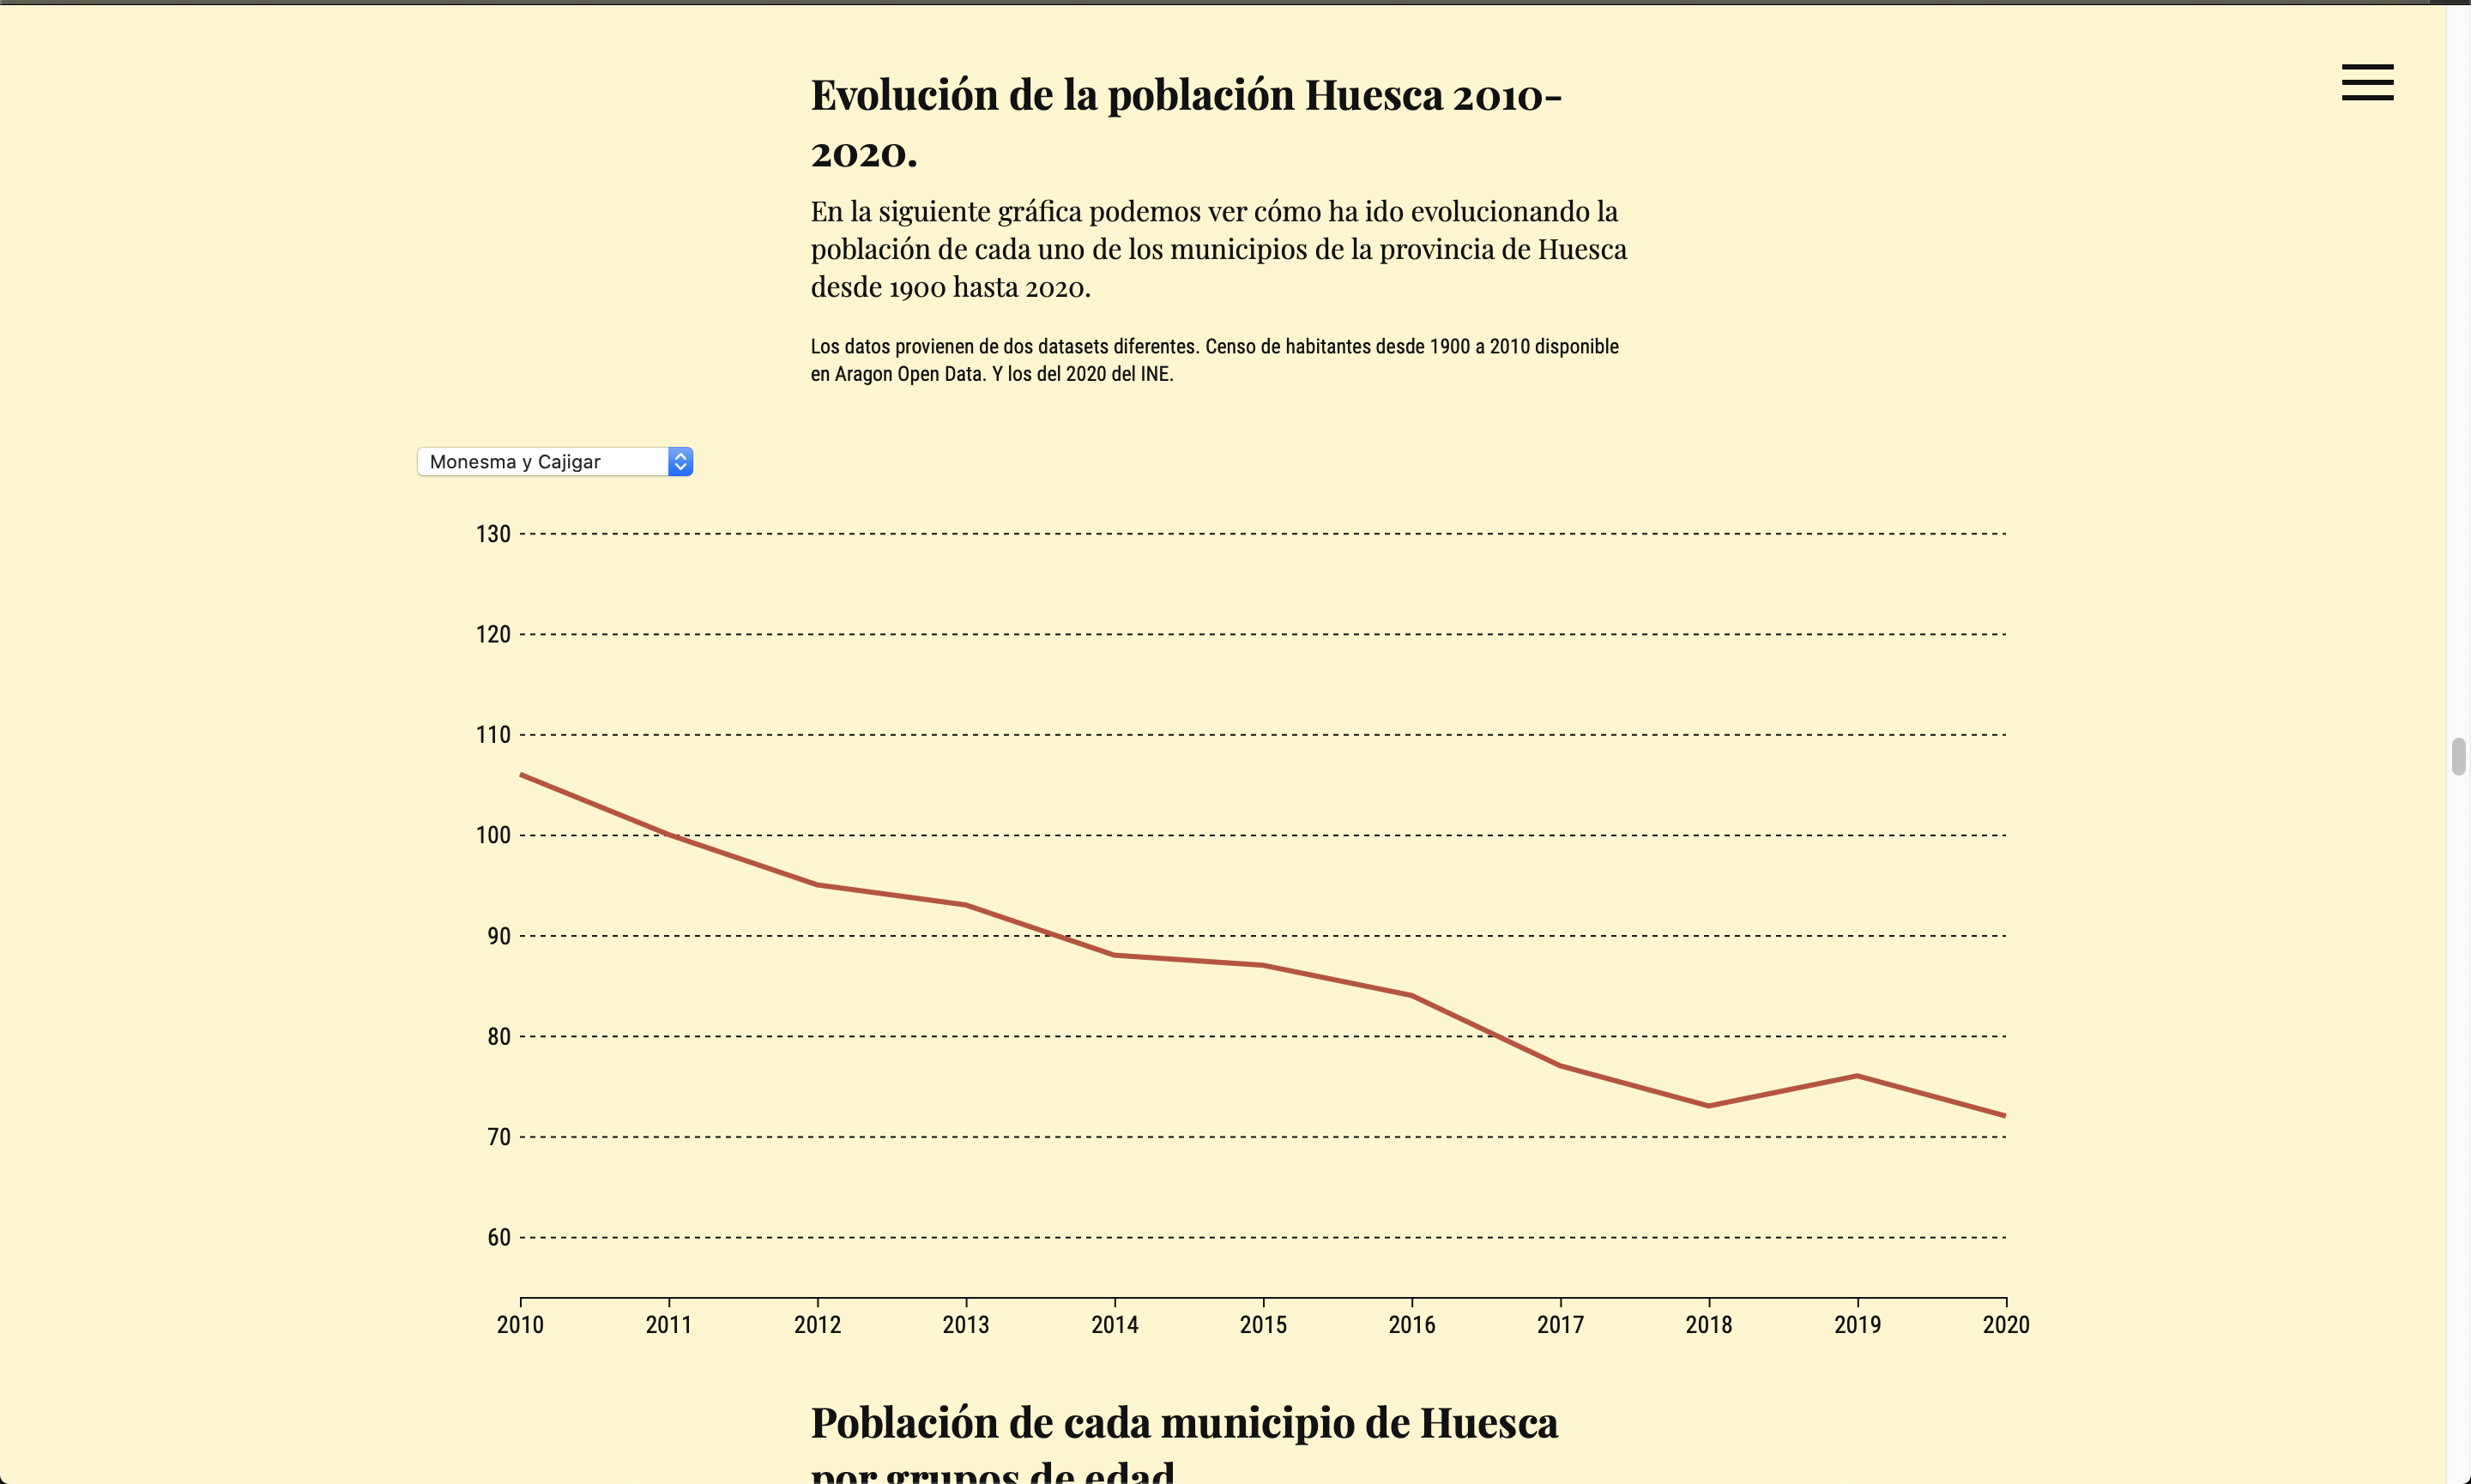 Evolución de la población Huesca 2010-
2020.
En la siguiente gráfica podemos ver cómo ha ido evolucionando la
población de cada uno de los municipios de la provincia de Huesca
desde 1900 hasta 2020.
Los datos provienen de dos datasets diferentes. Censo de habitantes desde 1900 a 2010 disponible
en Aragon Open Data. Y los del 2020 del INE.
Monesma y Cajigar
130
120
110
100
90
80
70
60
2010 2011 2012 2013 2014 2015 2016 2017 2018 2019 2020
Población de cada municipio de Huesca
por grupos de edad